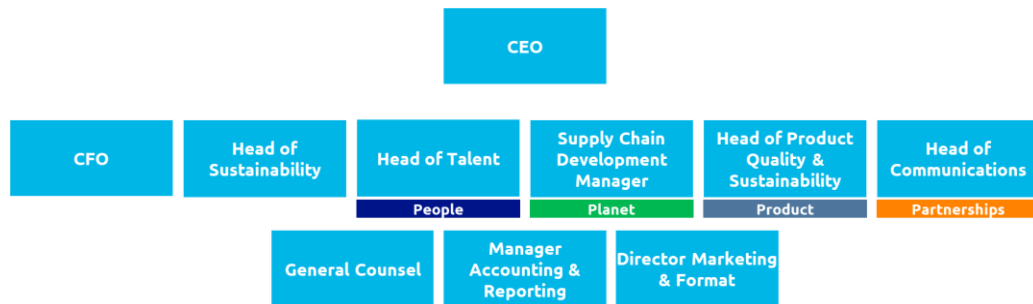 CEO
CFO
Head of
Sustainability
Head of Talent
People
Supply Chain
Development
Manager
Planet
Head of Product
Quality &
Sustainability
Product
Head of
Communications
Partnerships
General Counsel
Manager
Accounting &
Reporting
Director Marketing
& Format